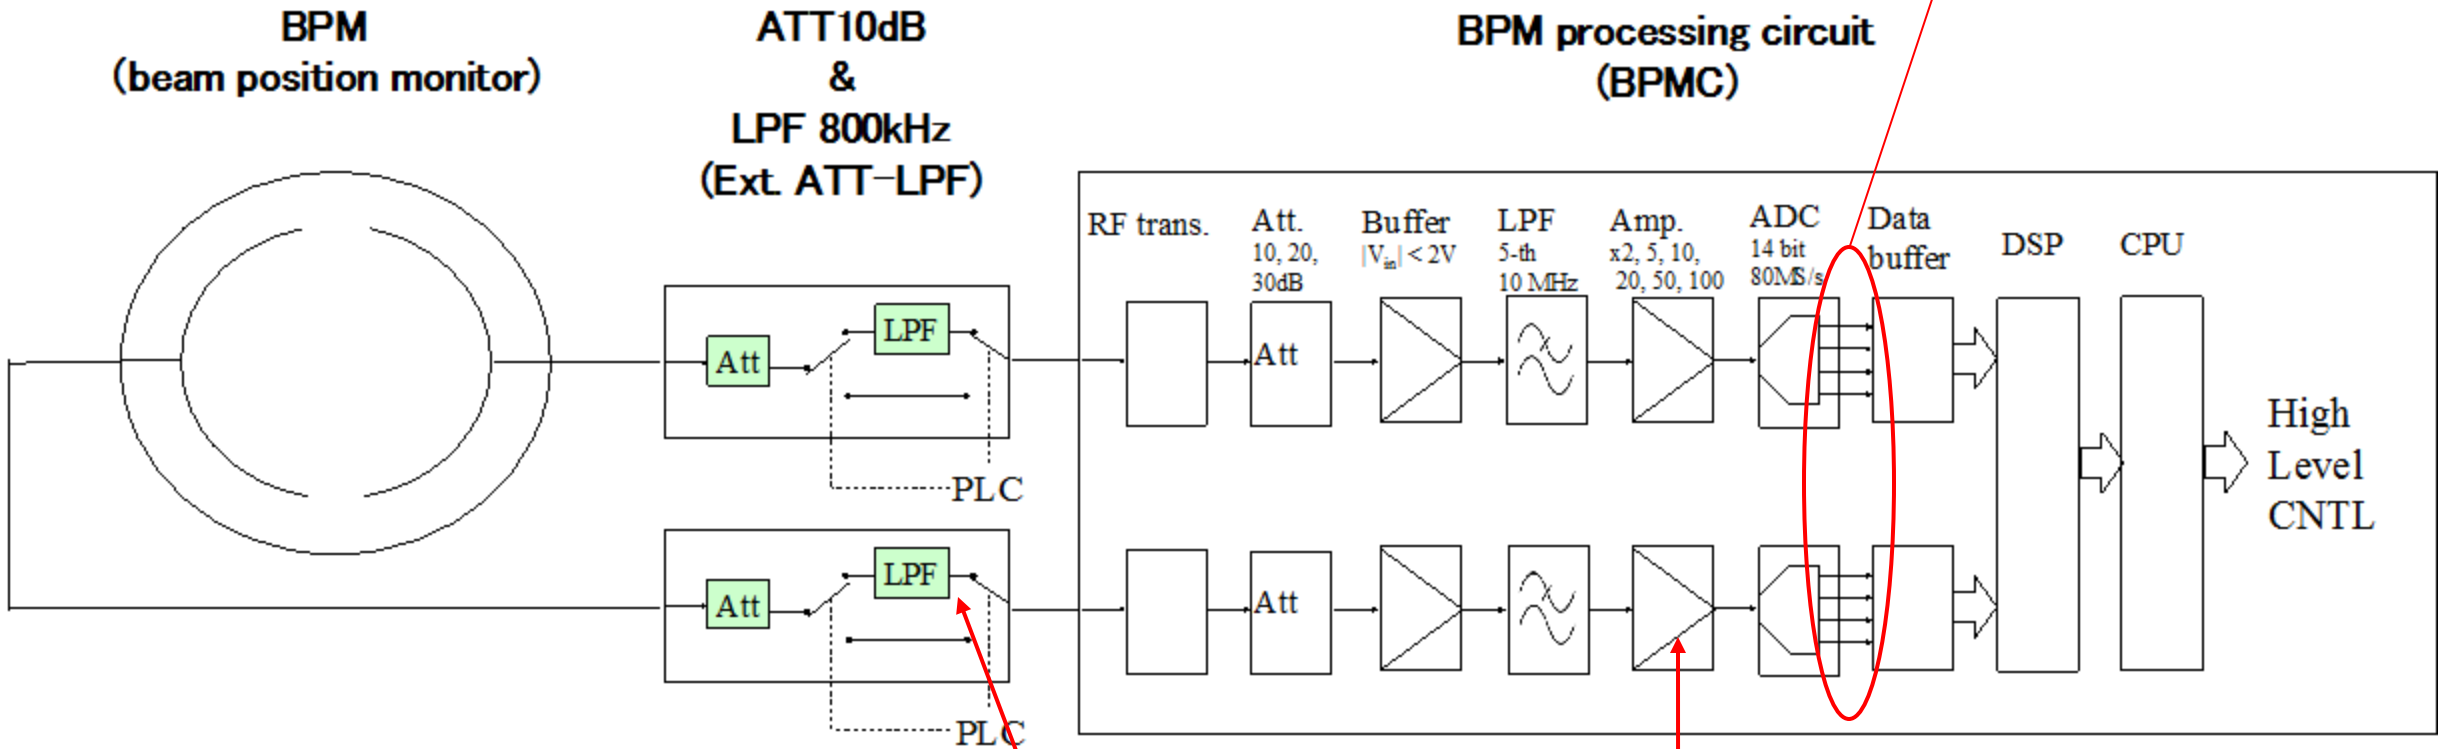 BPM
(beam position monitor)
ATT10dB
&
LPF 800kHz
(Ext. ATT-LPF)
BPM processing circuit
(BPMC)
RF trans.
Att.
10, 20,
30dB
Buffer
|Vin| < 2V
LPF
5-th
10 MHz
Amp.
x2, 5, 10,
20, 50, 100
ADC
14 bit
80MS/s
Data
buffer
DSP
CPU
Att
LPF
PLC
Att
High
Level
CNTL
Att
LPF
PLC
Att